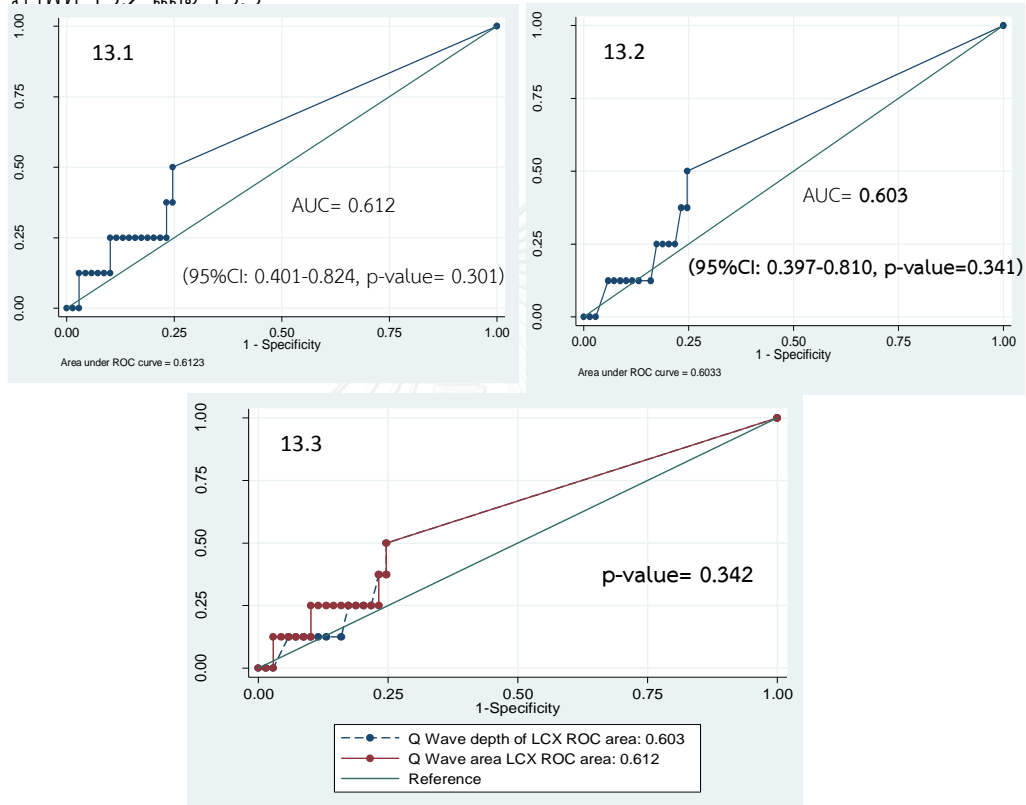 13.1
1.00
0.75
0.50
0.25
0.00
AUC= 0.612
(95%CI: 0.401-0.824, p-value= 0.301)
0.00 0.25 0.50 0.75 1.00
1 - Specificity
Area under ROC curve = 0.6123
13.2
1.00
0.75
0.50
0.25
0.00
AUC= 0.603
(95%CI: 0.397-0.810, p-value=0.341)
0.00 0.25 0.50 0.75 1.00
1 - Specificity
Area under ROC curve = 0.6033
13.3
1.00
0.75
0.50
0.25
0.00
p-value= 0.342
0.00 0.25 0.50 0.75 1.00
1-Specificity
Q Wave depth of LCX ROC area: 0.603
Q Wave area LCX ROC area: 0.612
Reference